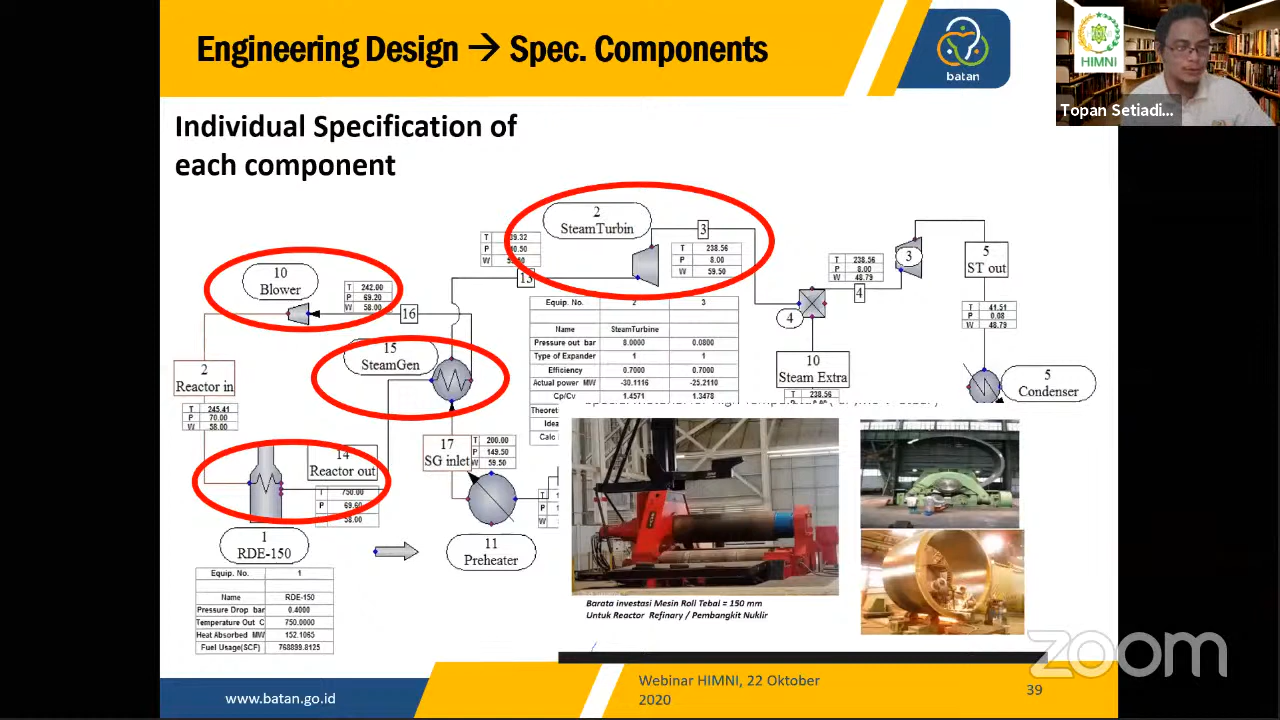 Engineering Design → Spec. Components
batan
HIMNI
Topan Setiadi...
Individual Specification of
each component
2
SteamTurbin
3
T 238.56
P 8.00
W 59.50
13
10
Blower
T 242.00
P 69.20
W 58.00
16
15
SteamGen
2
Reactor in
T 245.41
P 70.00
W 58.00
14
Reactor out
T 750.00
P 69.60
W 58.00
1
RDE-150
Equip. No. 1
Name RDE-150
Pressure Drop bar 0.4000
Temperature Out C 750.0000
Heat Absorbed MW 152.1065
Fuel Usage(SCF) 768899.8125
17
SG inlet
T 200.00
P 149.50
W 59.50
11
Preheater
Equip. No. 2 3
Name SteamTurbine
Pressure out bar 8.0000 0.0800
Type of Expander 1 1
Efficiency 0.7000 0.7000
Actual power MW -30.1116 -25.2110
Cp/Cv 1.4571 1.3478
Theoret
Idea
Calc
4
10
Steam Extra
238.56
T 238.56
P 8.00
W 48.79
4
3
5
ST out
T 41.51
P 0.08
W 48.79
5
Condenser
Barata investasi Mesin Roll Tebal = 150 mm
Untuk Reactor Refinary / Pembangkit Nuklir
zoom
www.batan.go.id
Webinar HIMNI, 22 Oktober
2020
39